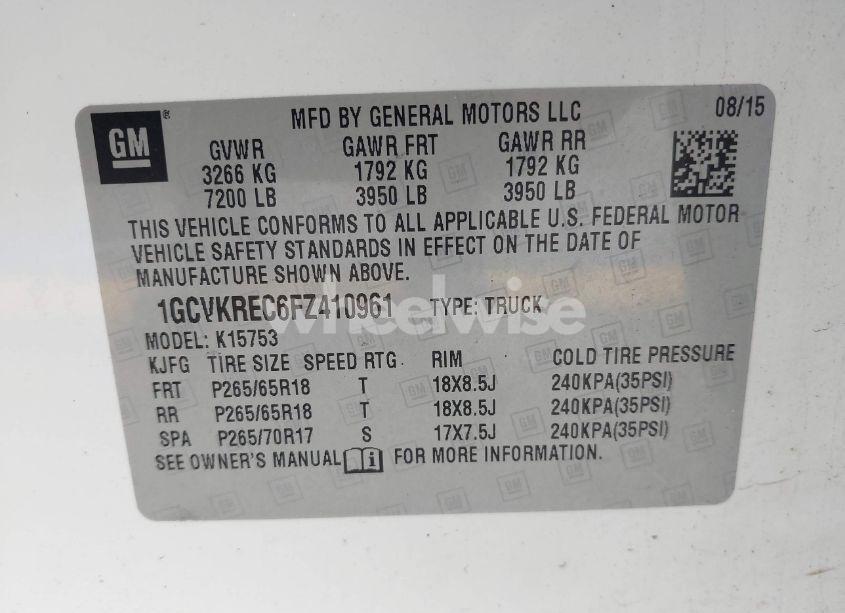 GM ® MFD BY GENERAL MOTORS LLC 08/15
GVWR GAWR FRT GAWR RR
3266 KG 1792 KG 1792 KG
7200 LB 3950 LB 3950 LB
THIS VEHICLE CONFORMS TO ALL APPLICABLE U.S. FEDERAL MOTOR
VEHICLE SAFETY STANDARDS IN EFFECT ON THE DATE OF
MANUFACTURE SHOWN ABOVE.
1GCVKREC6FZ410961 TYPE: TRUCK
wheelwise
MODEL: K15753
KJFG TIRE SIZE SPEED RTG. RIM COLD TIRE PRESSURE
FRT P265/65R18 T 18X8.5J 240KPA(35PSI)
RR P265/65R18 T 18X8.5J 240KPA(35PSI)
SPA P265/70R17 S 17X7.5J 240KPA(35PSI)
SEE OWNER'S MANUAL FOR MORE INFORMATION.